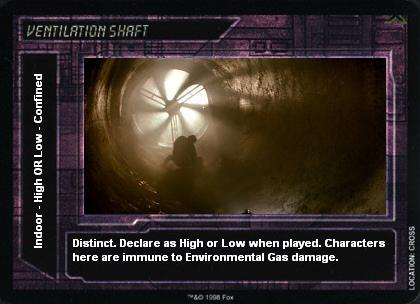 VENTILATION SHAFT
Indoor - High OR Low - Confined
Distinct. Declare as High or Low when played. Characters
here are immune to Environmental Gas damage.
LOCATION: CROSS
™&© 1998 Fox